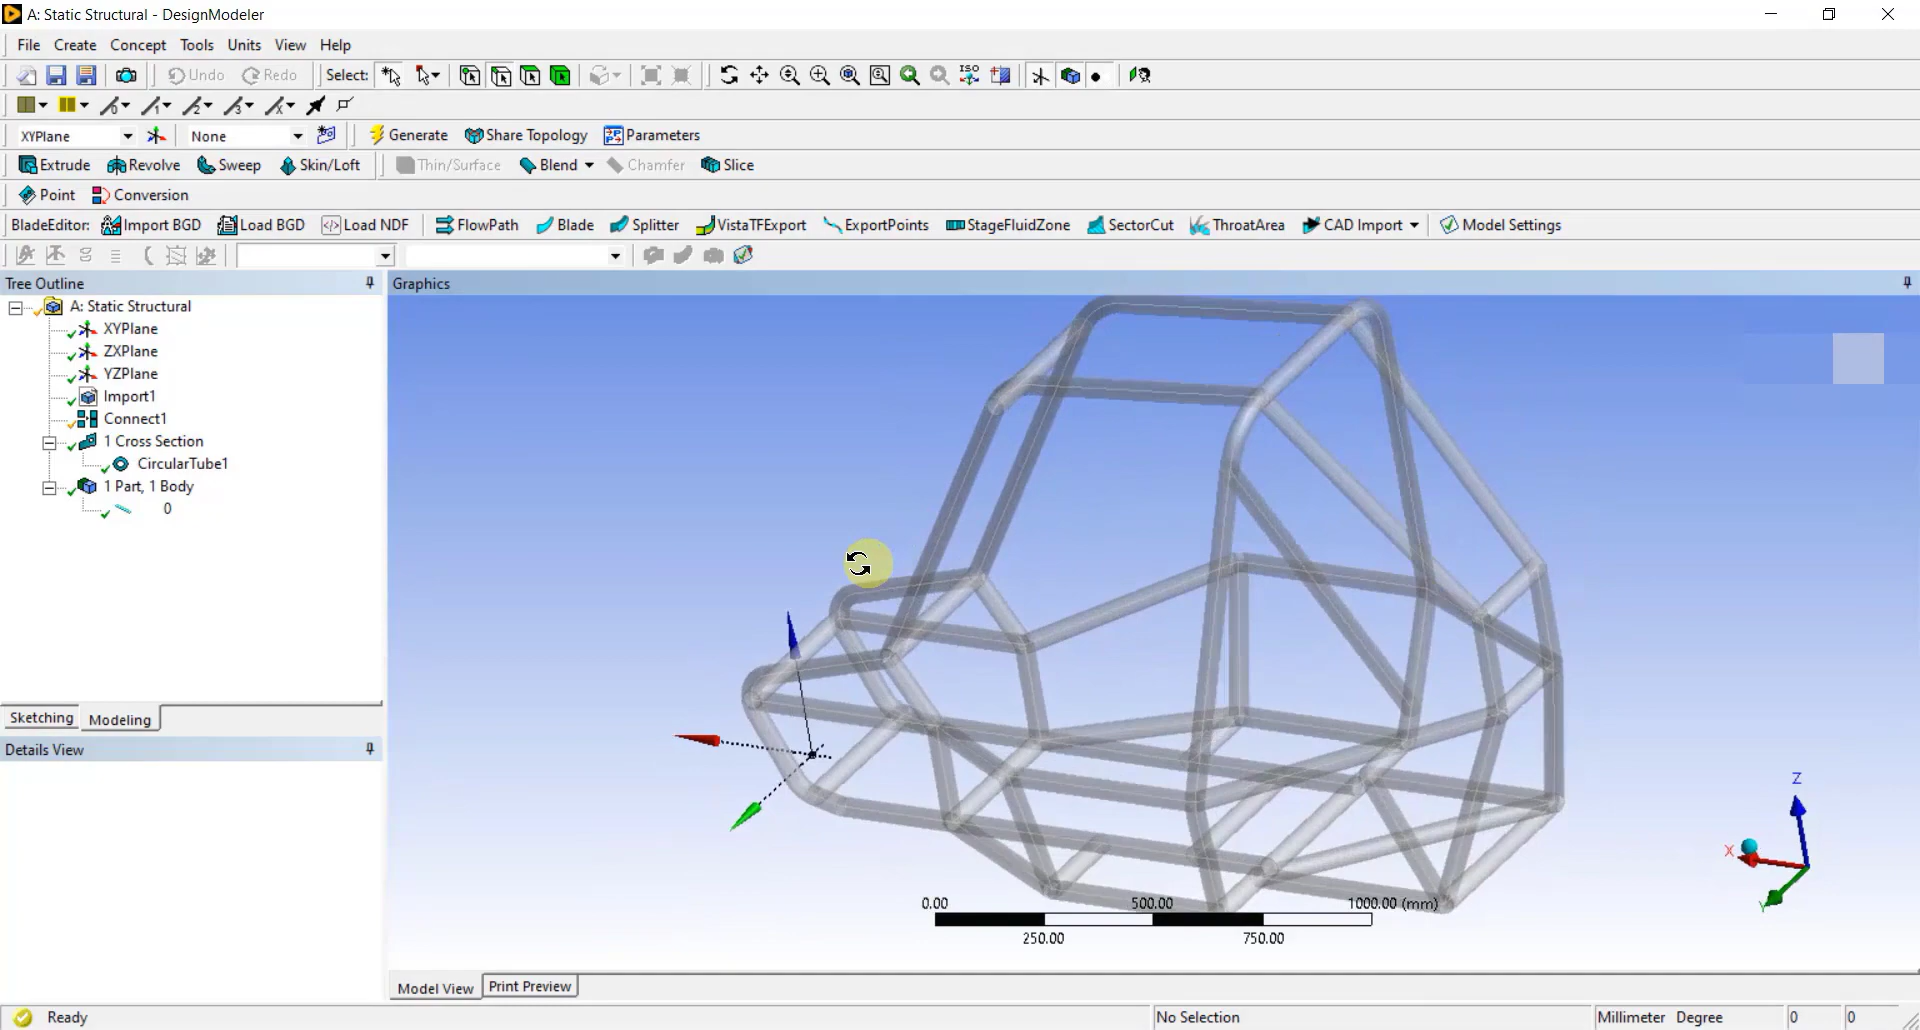 A: Static Structural - DesignModeler
File Create Concept Tools Units View Help
Undo Redo Select: ISO
XYPlane None Generate Share Topology Parameters
Extrude Revolve Sweep Skin/Loft Thin/Surface Blend Chamfer Slice
Point Conversion
BladeEditor: Import BGD Load BGD Load NDF FlowPath Blade Splitter VistaTFExport ExportPoints StageFluidZone SectorCut ThroatArea CAD Import Model Settings
Tree Outline
Graphics
A: Static Structural
XYPlane
ZXPlane
YZPlane
Import1
Connect1
1 Cross Section
CircularTube1
1 Part, 1 Body
0
Sketching Modeling
Details View
Z
X
Y
0.00 500.00 1000.00 (mm)
250.00 750.00
Model View Print Preview
Ready
No Selection
Millimeter Degree 0 0